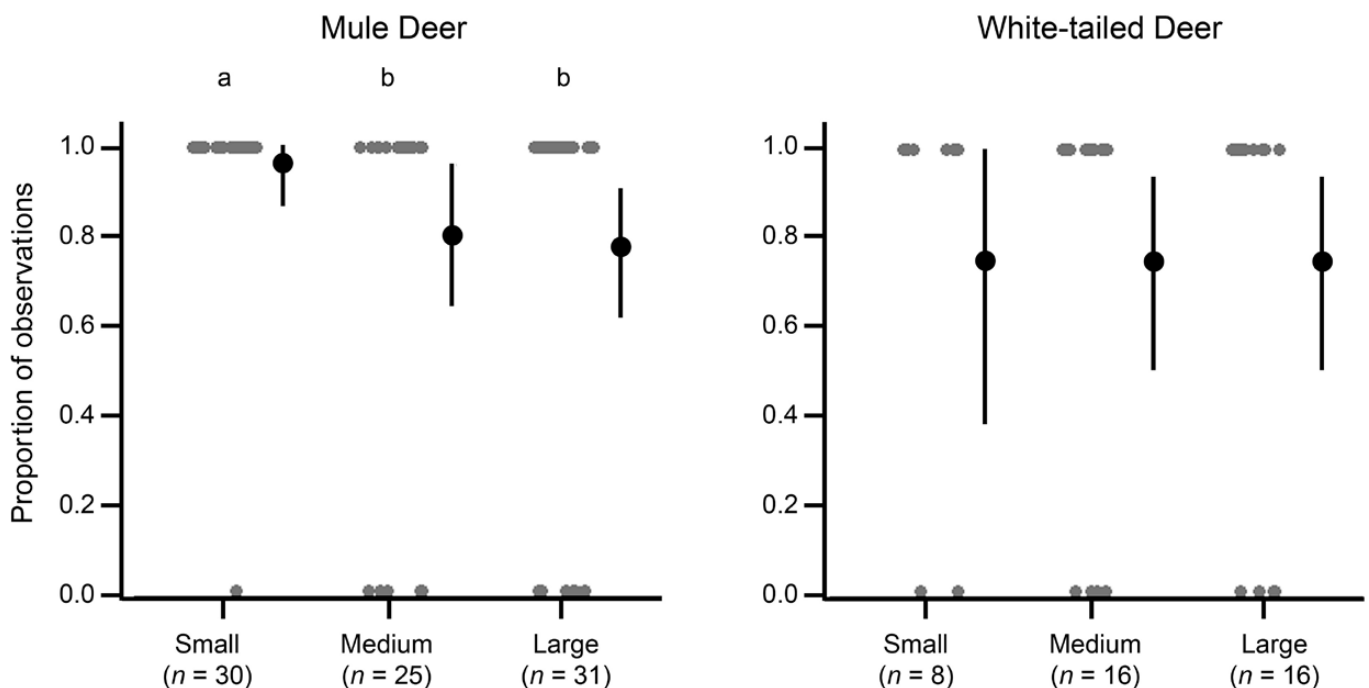 Mule Deer
White-tailed Deer
a b b
Proportion of observations
1.0
0.8
0.6
0.4
0.2
0.0
Small
(n = 30)
Medium
(n = 25)
Large
(n = 31)
1.0
0.8
0.6
0.4
0.2
0.0
Small
(n = 8)
Medium
(n = 16)
Large
(n = 16)